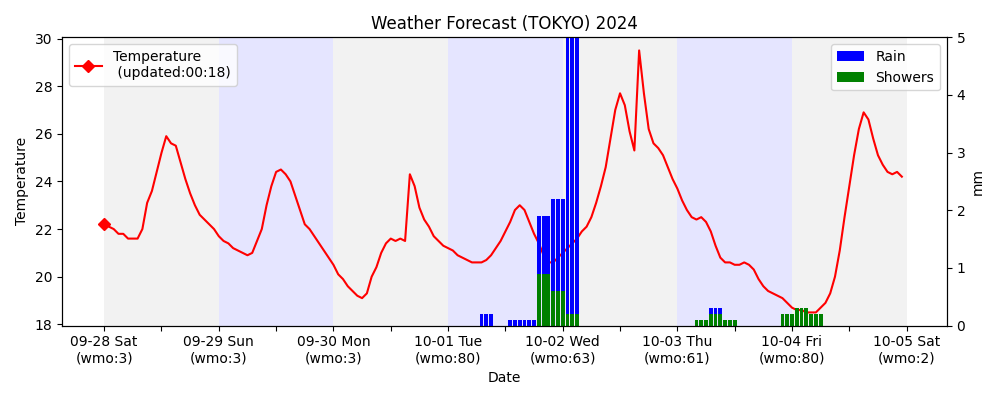 Weather Forecast (TOKYO) 2024
Temperature
(updated:00:18)
Rain
Showers
30
28
26
24
22
20
18
Temperature
5
4
3
2
1
0
mm
09-28 Sat
(wmo:3)
09-29 Sun
(wmo:3)
09-30 Mon
(wmo:3)
10-01 Tue
(wmo:80)
10-02 Wed
(wmo:63)
10-03 Thu
(wmo:61)
10-04 Fri
(wmo:80)
10-05 Sat
(wmo:2)
Date